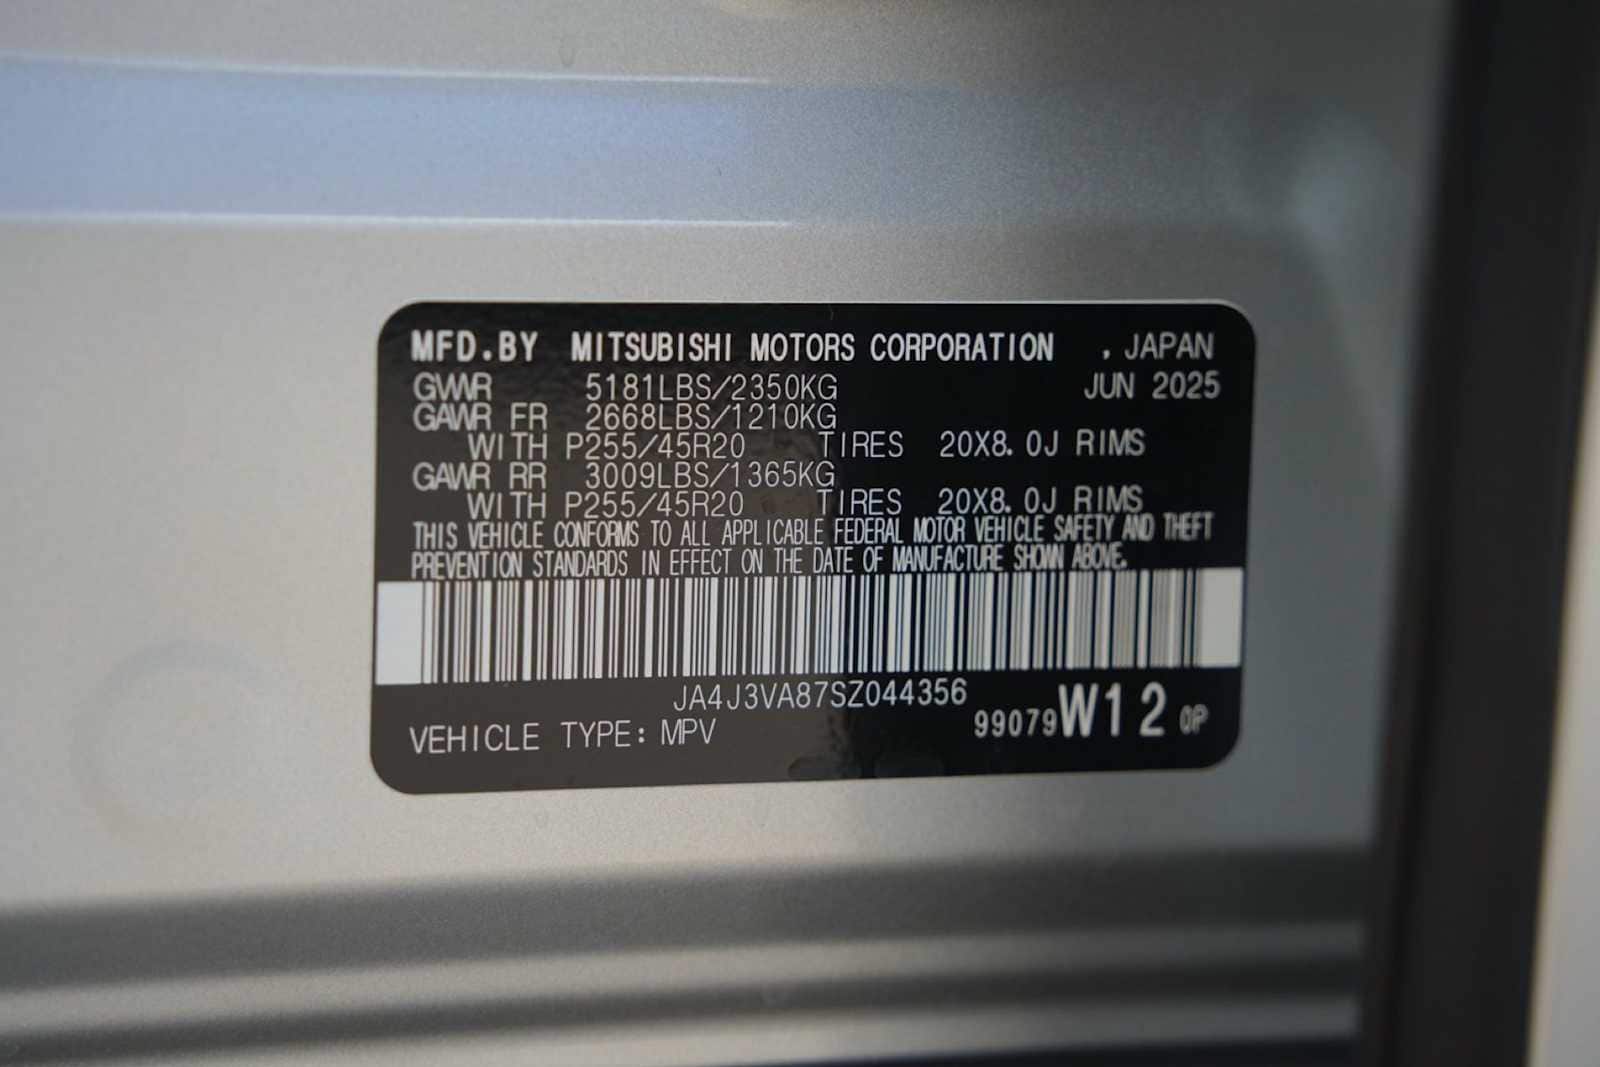 MFD.BY MITSUBISHI MOTORS CORPORATION , JAPAN
GVWR 5181LBS/2350KG JUN 2025
GAWR FR 2668LBS/1210KG
WITH P255/45R20 TIRES 20X8.0J RIMS
GAWR RR 3009LBS/1365KG
WITH P255/45R20 TIRES 20X8.0J RIMS
THIS VEHICLE CONFORMS TO ALL APPLICABLE FEDERAL MOTOR VEHICLE SAFETY AND THEFT
PREVENTION STANDARDS IN EFFECT ON THE DATE OF MANUFACTURE SHOWN ABOVE.
JA4J3VA87SZ044356
VEHICLE TYPE: MPV 99079W12 0P